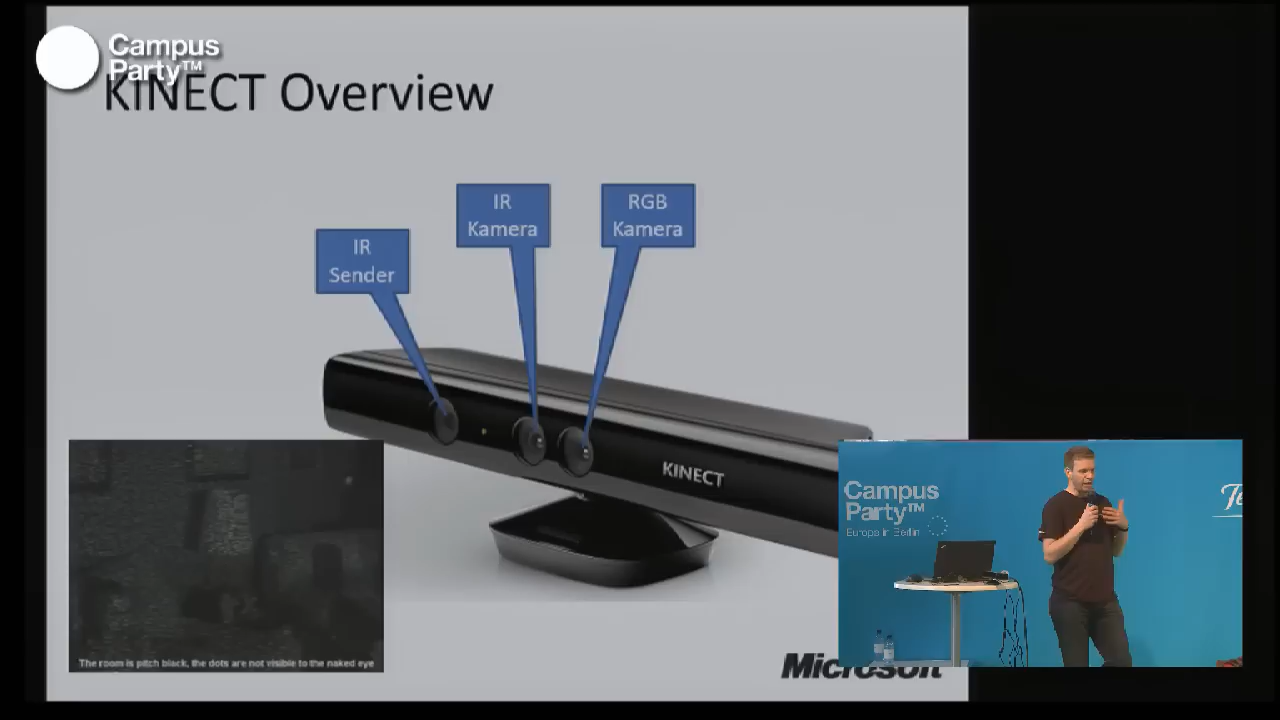 Campus
Party™
KINECT Overview
IR
Kamera
RGB
Kamera
IR
Sender
KINECT
Campus
Party™
Europe in Berlin
The room is pitch black, the dots are not visible to the naked eye
Microsoft